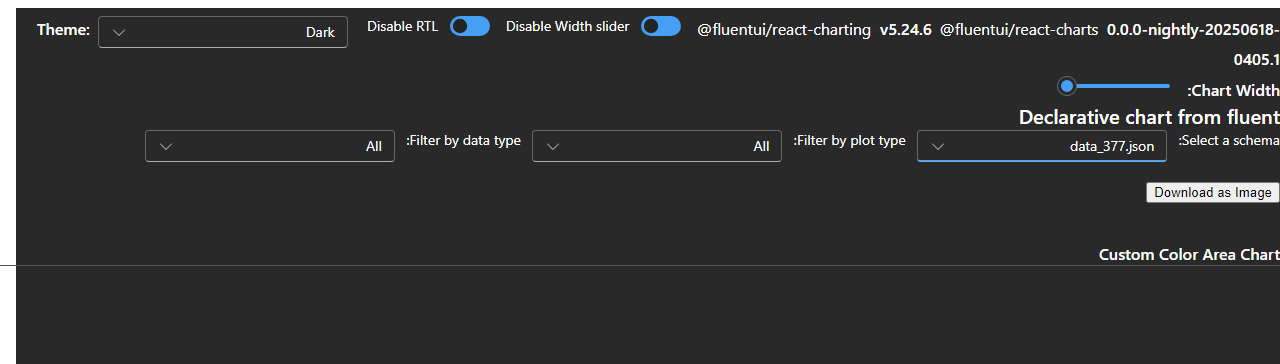 Theme: Dark Disable RTL Disable Width slider @fluentui/react-charting v5.24.6 @fluentui/react-charts 0.0.0-nightly-20250618-
0405.1
:Chart Width
Declarative chart from fluent
:Select a schema data_377.json :Filter by plot type All :Filter by data type All
Download as Image
Custom Color Area Chart